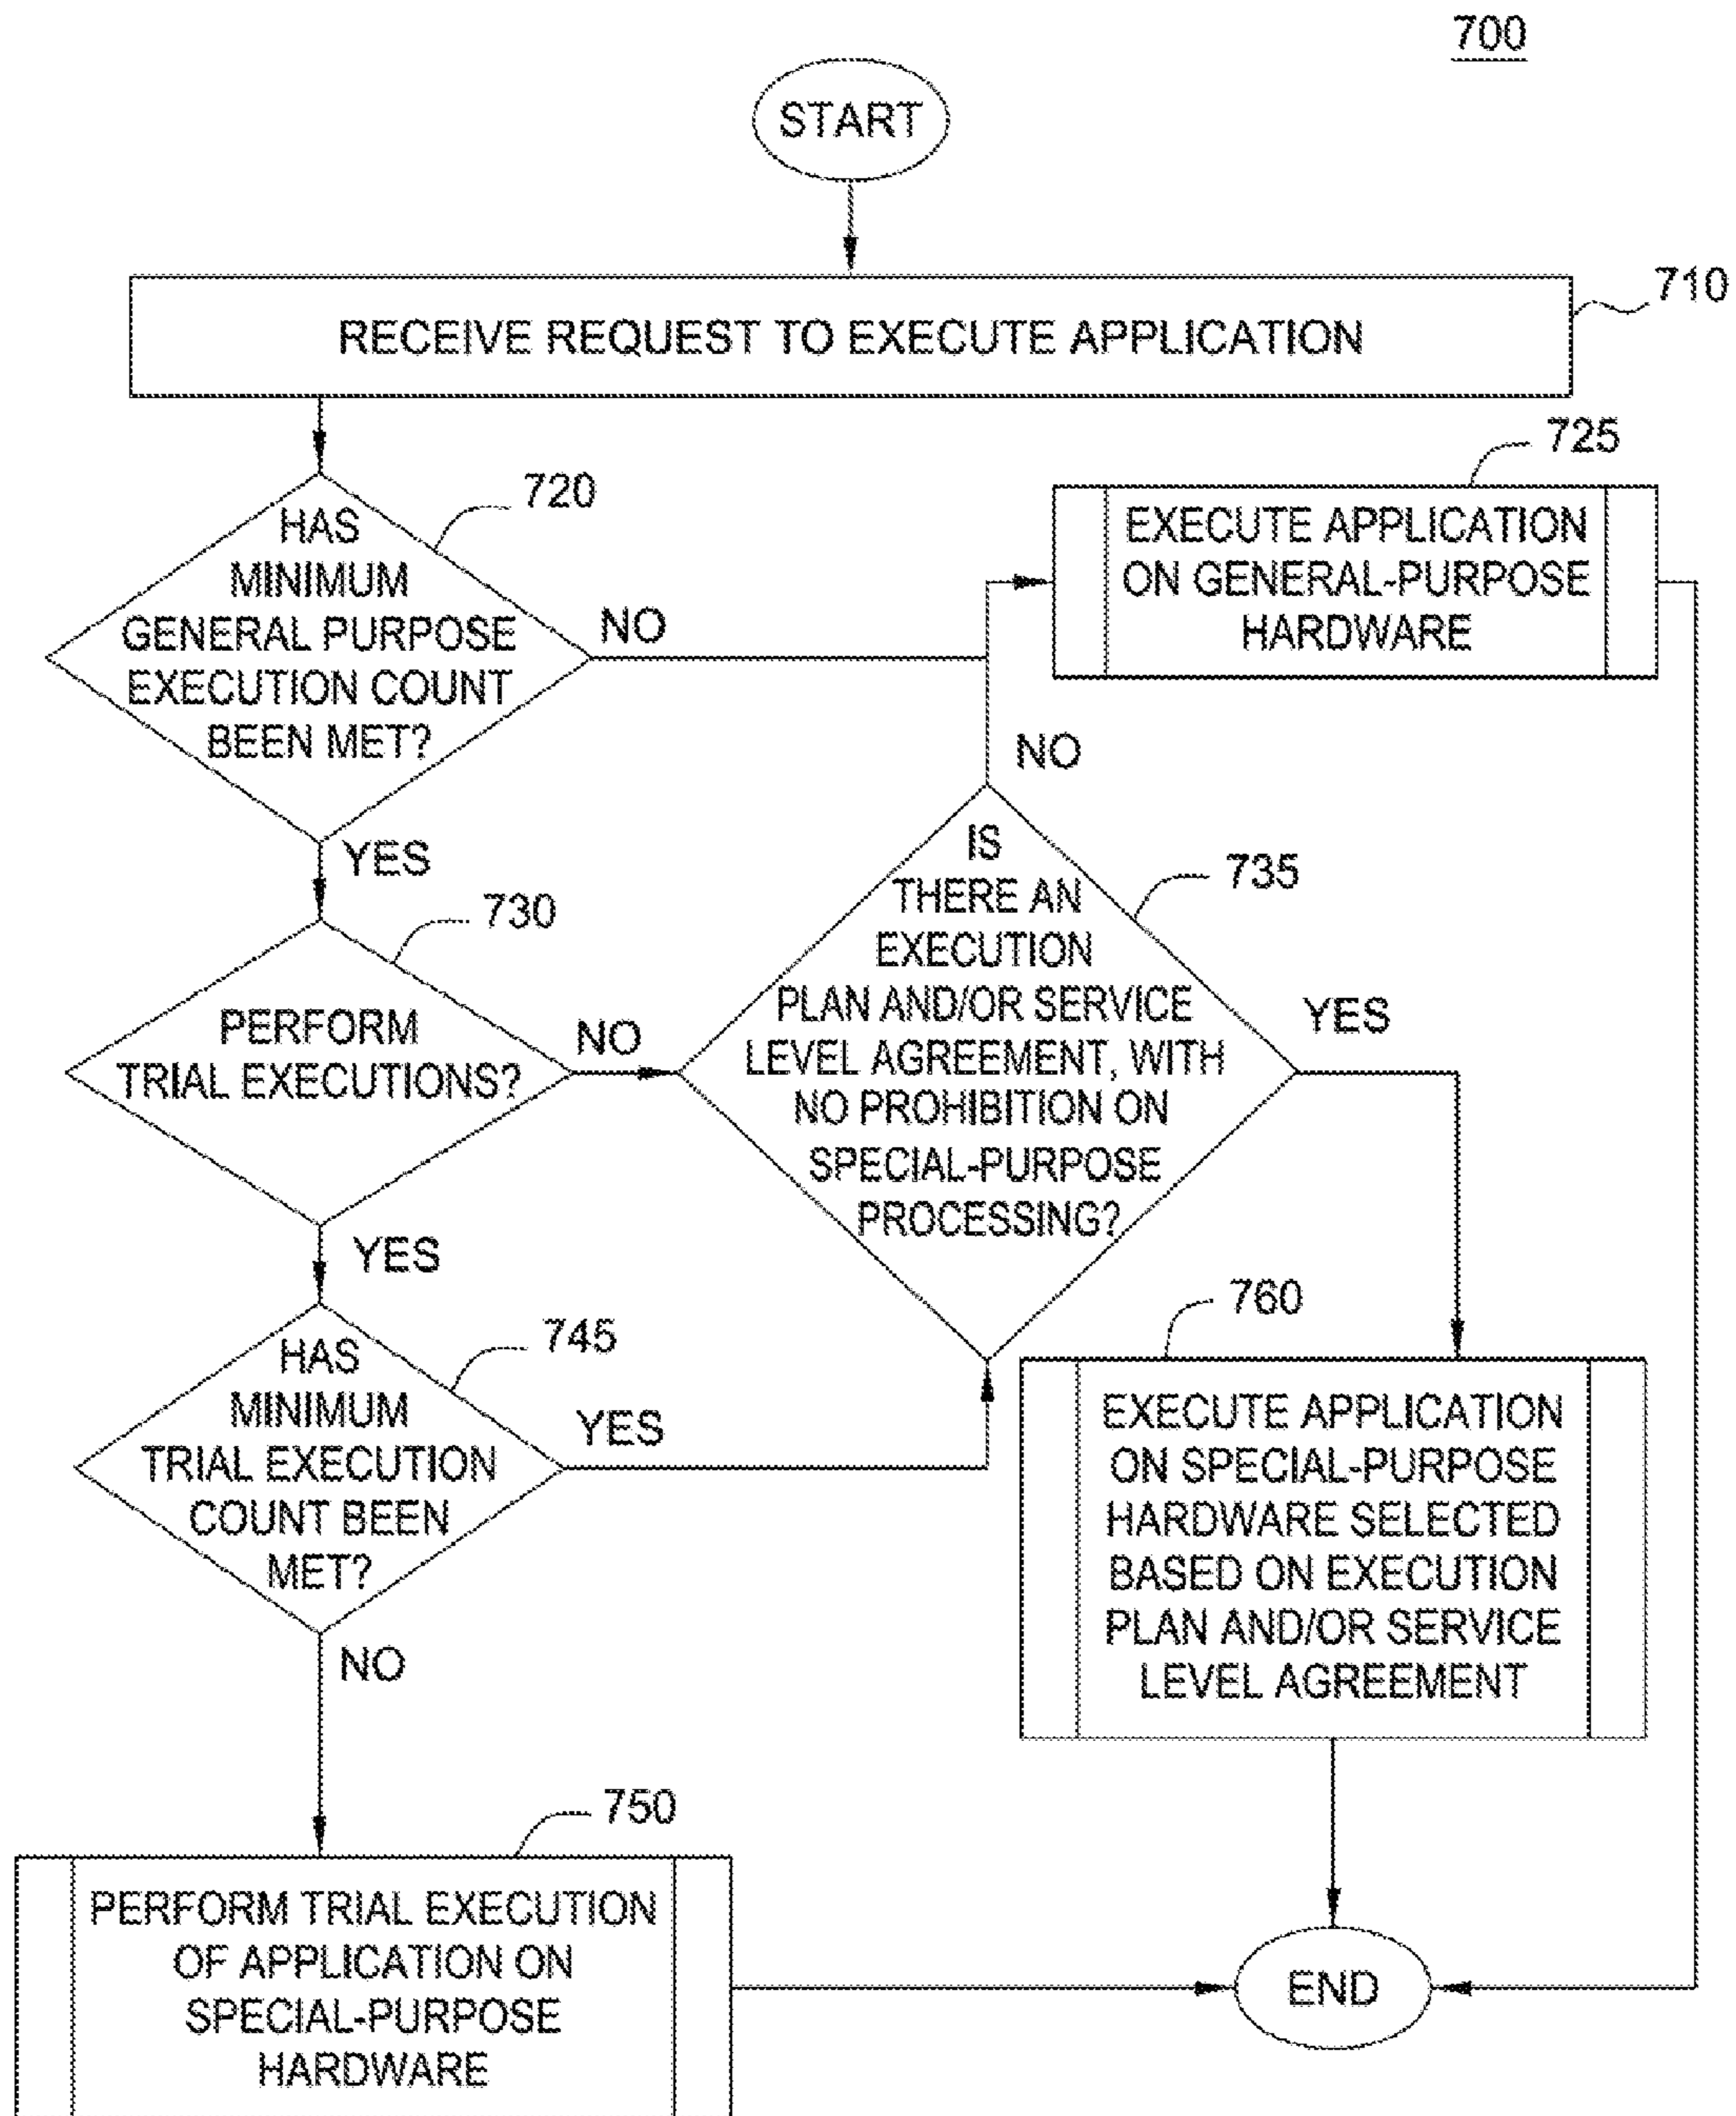 700
START
RECEIVE REQUEST TO EXECUTE APPLICATION
710
HAS
MINIMUM
GENERAL PURPOSE
EXECUTION COUNT
BEEN MET?
720
NO
YES
725
EXECUTE APPLICATION
ON GENERAL-PURPOSE
HARDWARE
730
PERFORM
TRIAL EXECUTIONS?
NO
YES
735
IS
THERE AN
EXECUTION
PLAN AND/OR SERVICE
LEVEL AGREEMENT, WITH
NO PROHIBITION ON
SPECIAL-PURPOSE
PROCESSING?
NO
YES
745
HAS
MINIMUM
TRIAL EXECUTION
COUNT BEEN
MET?
YES
NO
760
EXECUTE APPLICATION
ON SPECIAL-PURPOSE
HARDWARE SELECTED
BASED ON EXECUTION
PLAN AND/OR SERVICE
LEVEL AGREEMENT
750
PERFORM TRIAL EXECUTION
OF APPLICATION ON
SPECIAL-PURPOSE
HARDWARE
END